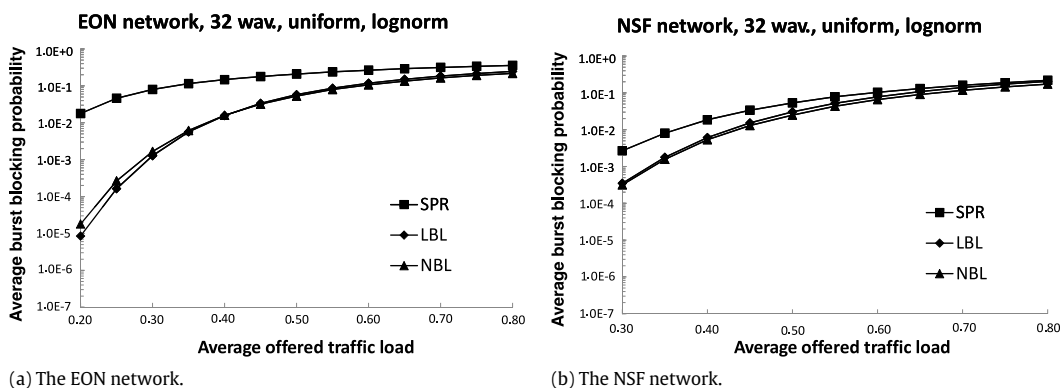 EON network, 32 wav., uniform, lognorm
Average burst blocking probability
1.0E+0
1.0E-1
1.0E-2
1.0E-3
1.0E-4
1.0E-5
1.0E-6
1.0E-7
SPR
LBL
NBL
0.20 0.30 0.40 0.50 0.60 0.70 0.80
Average offered traffic load
(a) The EON network.
NSF network, 32 wav., uniform, lognorm
Average burst blocking probability
1.0E+0
1.0E-1
1.0E-2
1.0E-3
1.0E-4
1.0E-5
1.0E-6
1.0E-7
SPR
LBL
NBL
0.30 0.40 0.50 0.60 0.70 0.80
Average offered traffic load
(b) The NSF network.